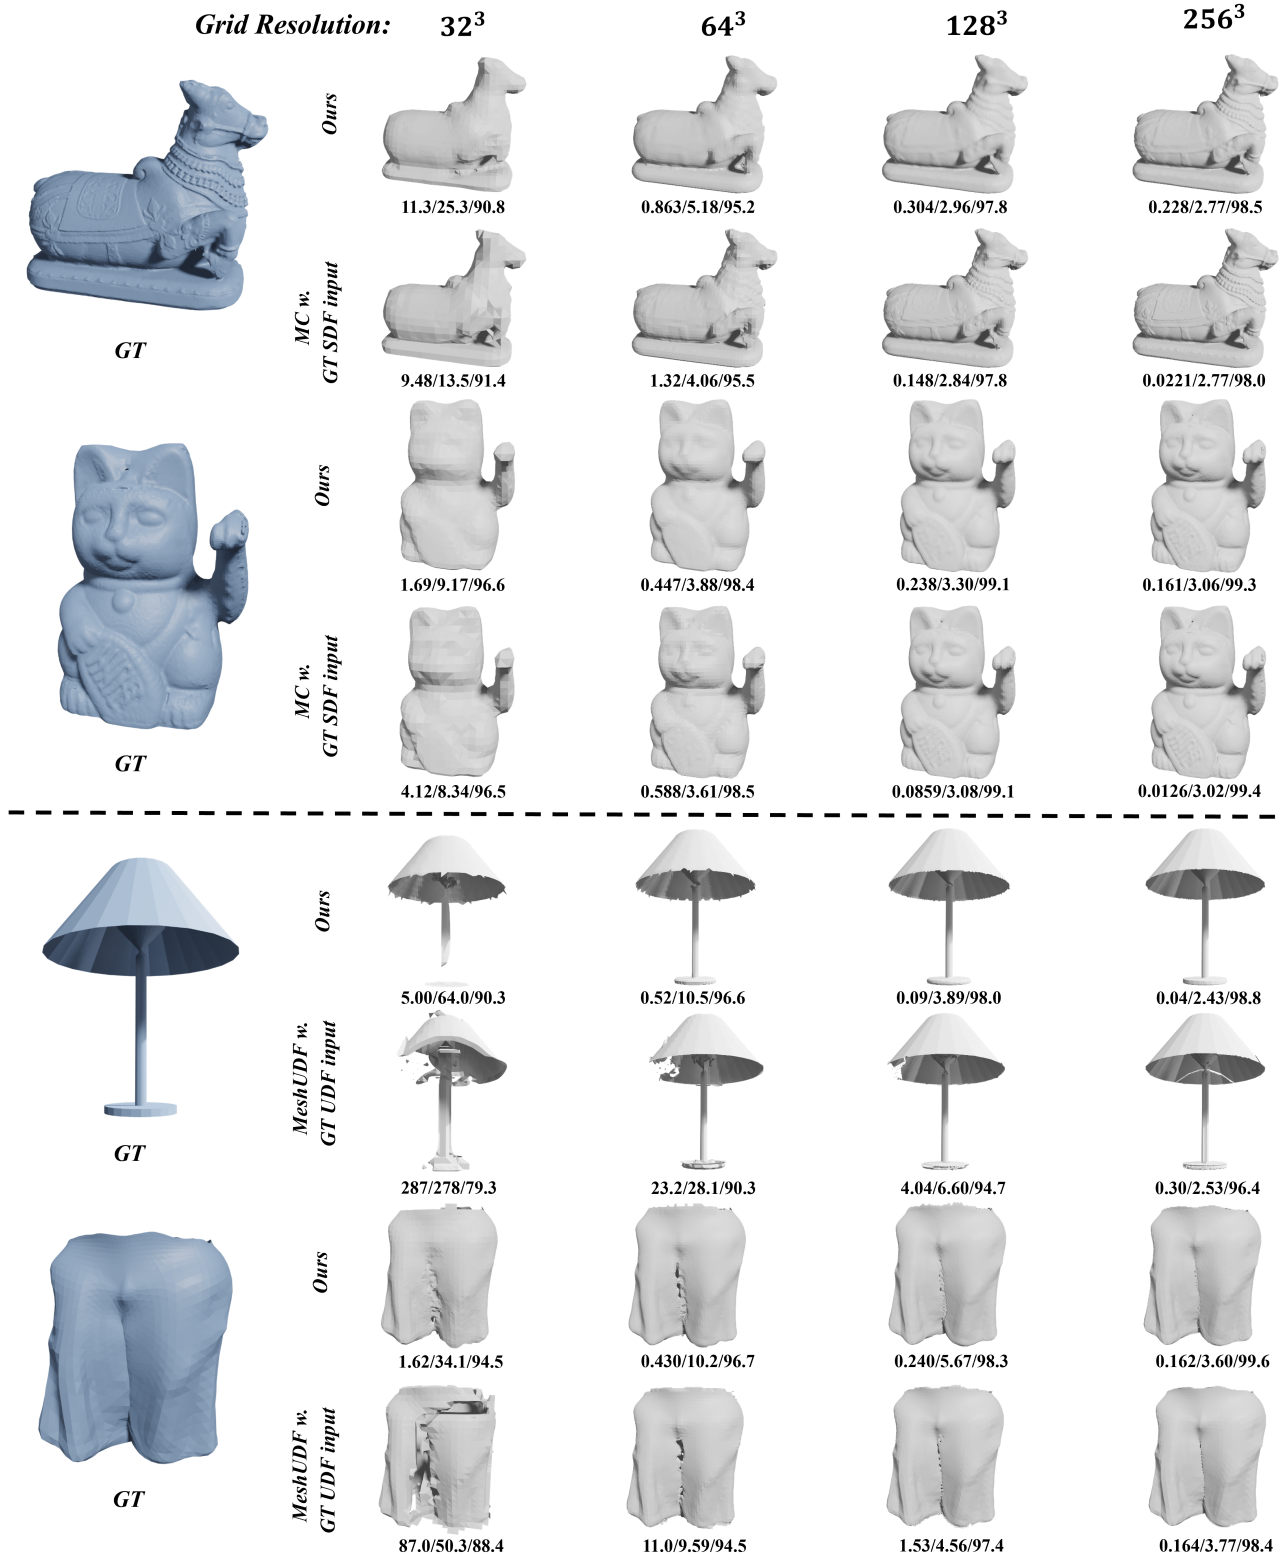 Grid Resolution: 32³ 64³ 128³ 256³
Ours
11.3/25.3/90.8 0.863/5.18/95.2 0.304/2.96/97.8 0.228/2.77/98.5
MC w.
GT SDF input
GT
9.48/13.5/91.4 1.32/4.06/95.5 0.148/2.84/97.8 0.0221/2.77/98.0
Ours
1.69/9.17/96.6 0.447/3.88/98.4 0.238/3.30/99.1 0.161/3.06/99.3
MC w.
GT SDF input
GT
4.12/8.34/96.5 0.588/3.61/98.5 0.0859/3.08/99.1 0.0126/3.02/99.4
Ours
5.00/64.0/90.3 0.52/10.5/96.6 0.09/3.89/98.0 0.04/2.43/98.8
MeshUDF w.
GT UDF input
GT
287/278/79.3 23.2/28.1/90.3 4.04/6.60/94.7 0.30/2.53/96.4
Ours
1.62/34.1/94.5 0.430/10.2/96.7 0.240/5.67/98.3 0.162/3.60/99.6
MeshUDF w.
GT UDF input
GT
87.0/50.3/88.4 11.0/9.59/94.5 1.53/4.56/97.4 0.164/3.77/98.4